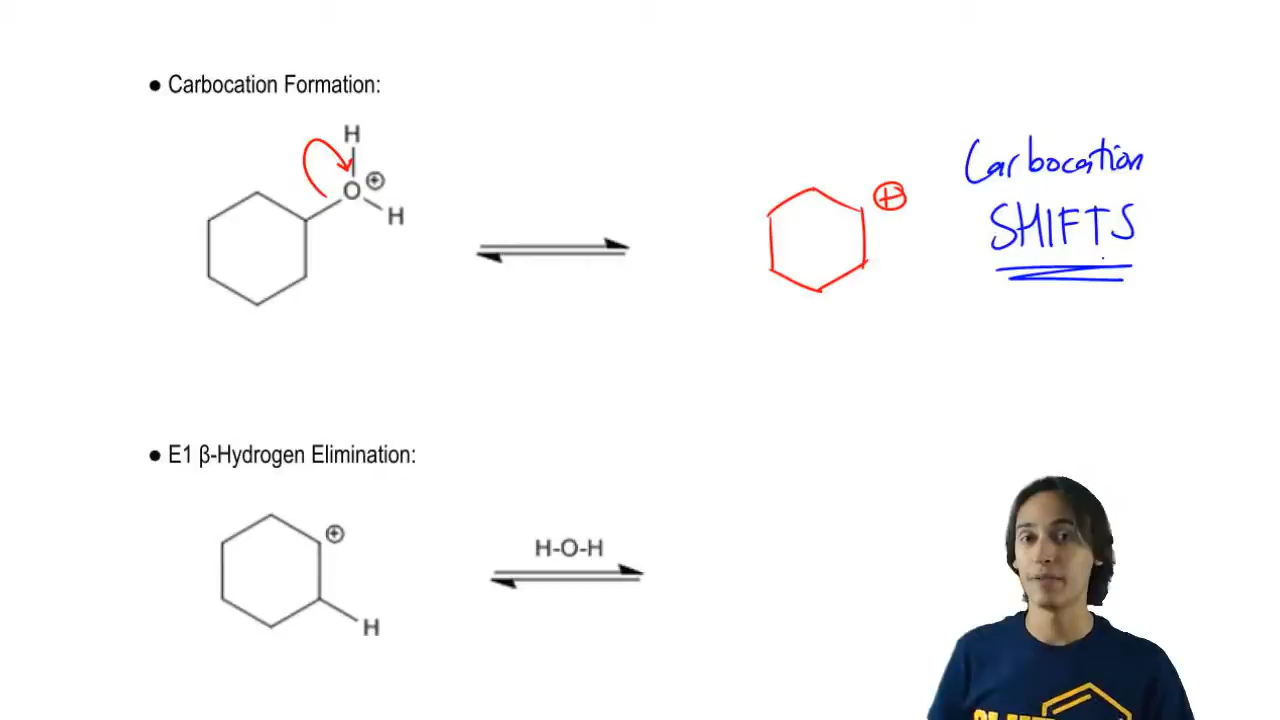 ● Carbocation Formation:
H
O ⊕
H
⊕
Carbocation
SHIFTS
● E1 β-Hydrogen Elimination:
⊕
H
H-O-H